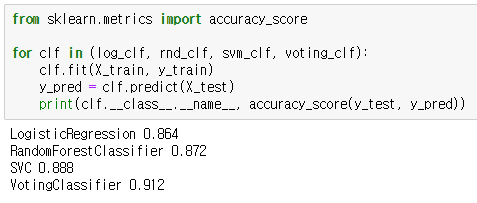 from sklearn.metrics import accuracy_score
for clf in (log_clf, rnd_clf, svm_clf, voting_clf):
    clf.fit(X_train, y_train)
    y_pred = clf.predict(X_test)
    print(clf.__class__.__name__, accuracy_score(y_test, y_pred))
LogisticRegression 0.864
RandomForestClassifier 0.872
SVC 0.888
VotingClassifier 0.912